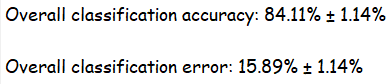 Overall classification accuracy: 84.11% ± 1.14%
Overall classification error: 15.89% ± 1.14%